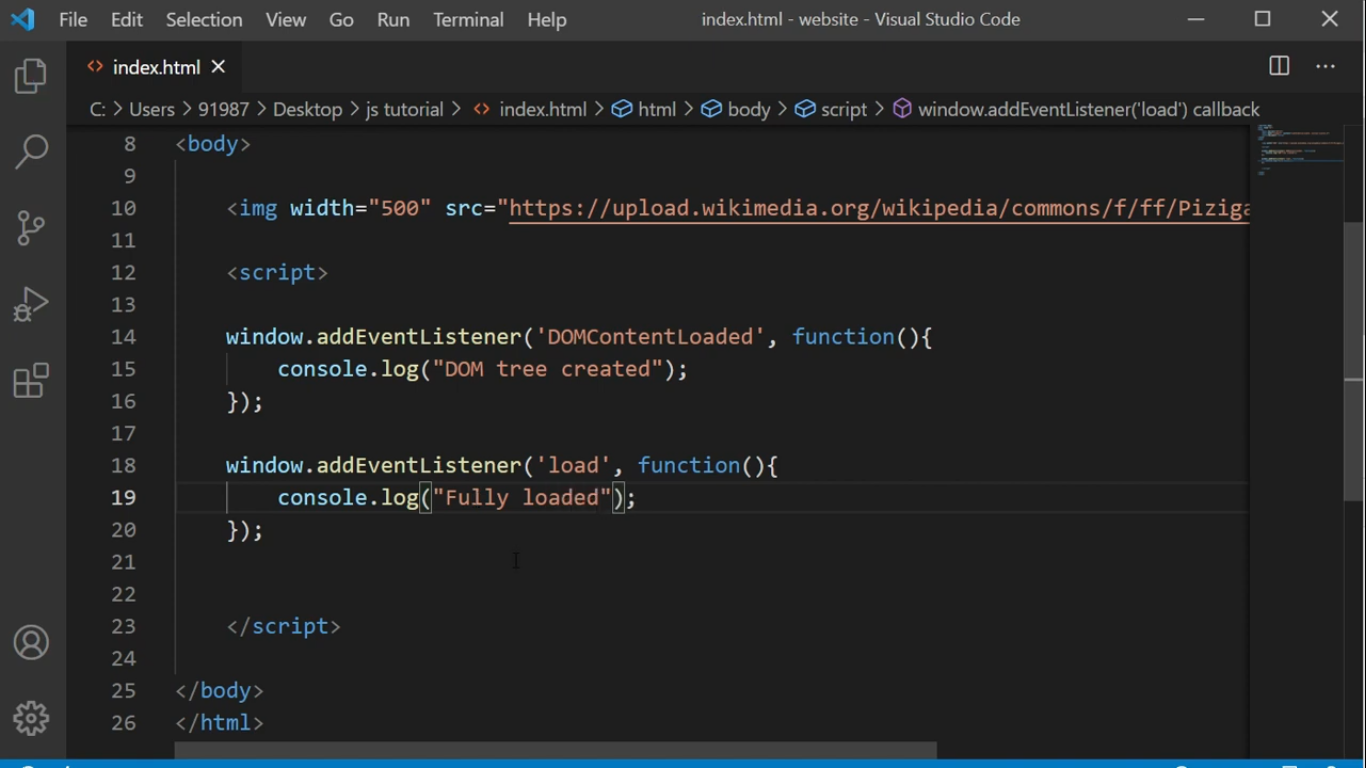 File Edit Selection View Go Run Terminal Help index.html - website - Visual Studio Code
index.html
C: > Users > 91987 > Desktop > js tutorial > index.html > html > body > script > window.addEventListener('load') callback
8 <body>
9
10 <img width="500" src="https://upload.wikimedia.org/wikipedia/commons/f/ff/Piziga
11
12 <script>
13
14 window.addEventListener('DOMContentLoaded', function(){
15 console.log("DOM tree created");
16 });
17
18 window.addEventListener('load', function(){
19 console.log("Fully loaded");
20 });
21
22
23 </script>
24
25 </body>
26 </html>